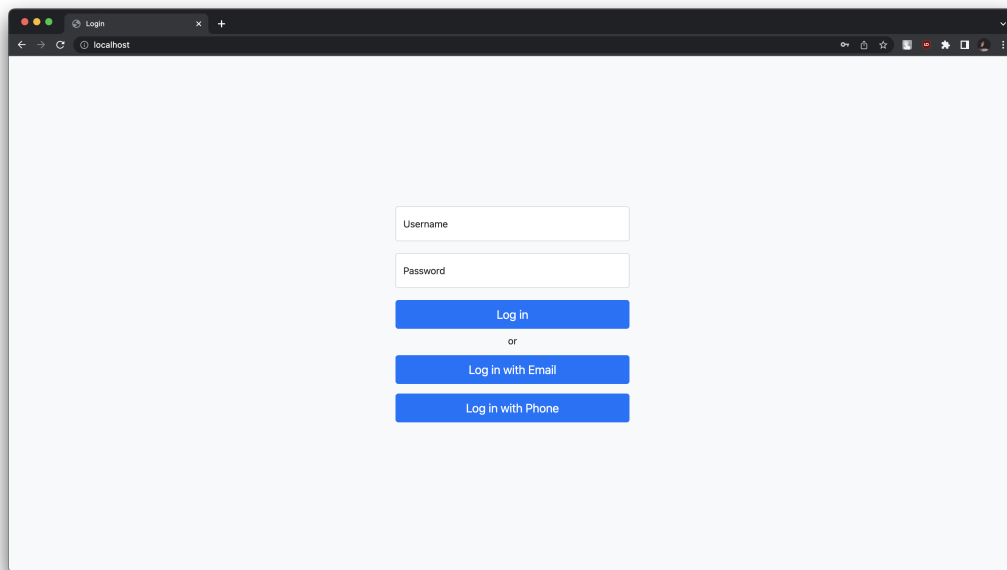 Login
localhost
Username
Password
Log in
or
Log in with Email
Log in with Phone